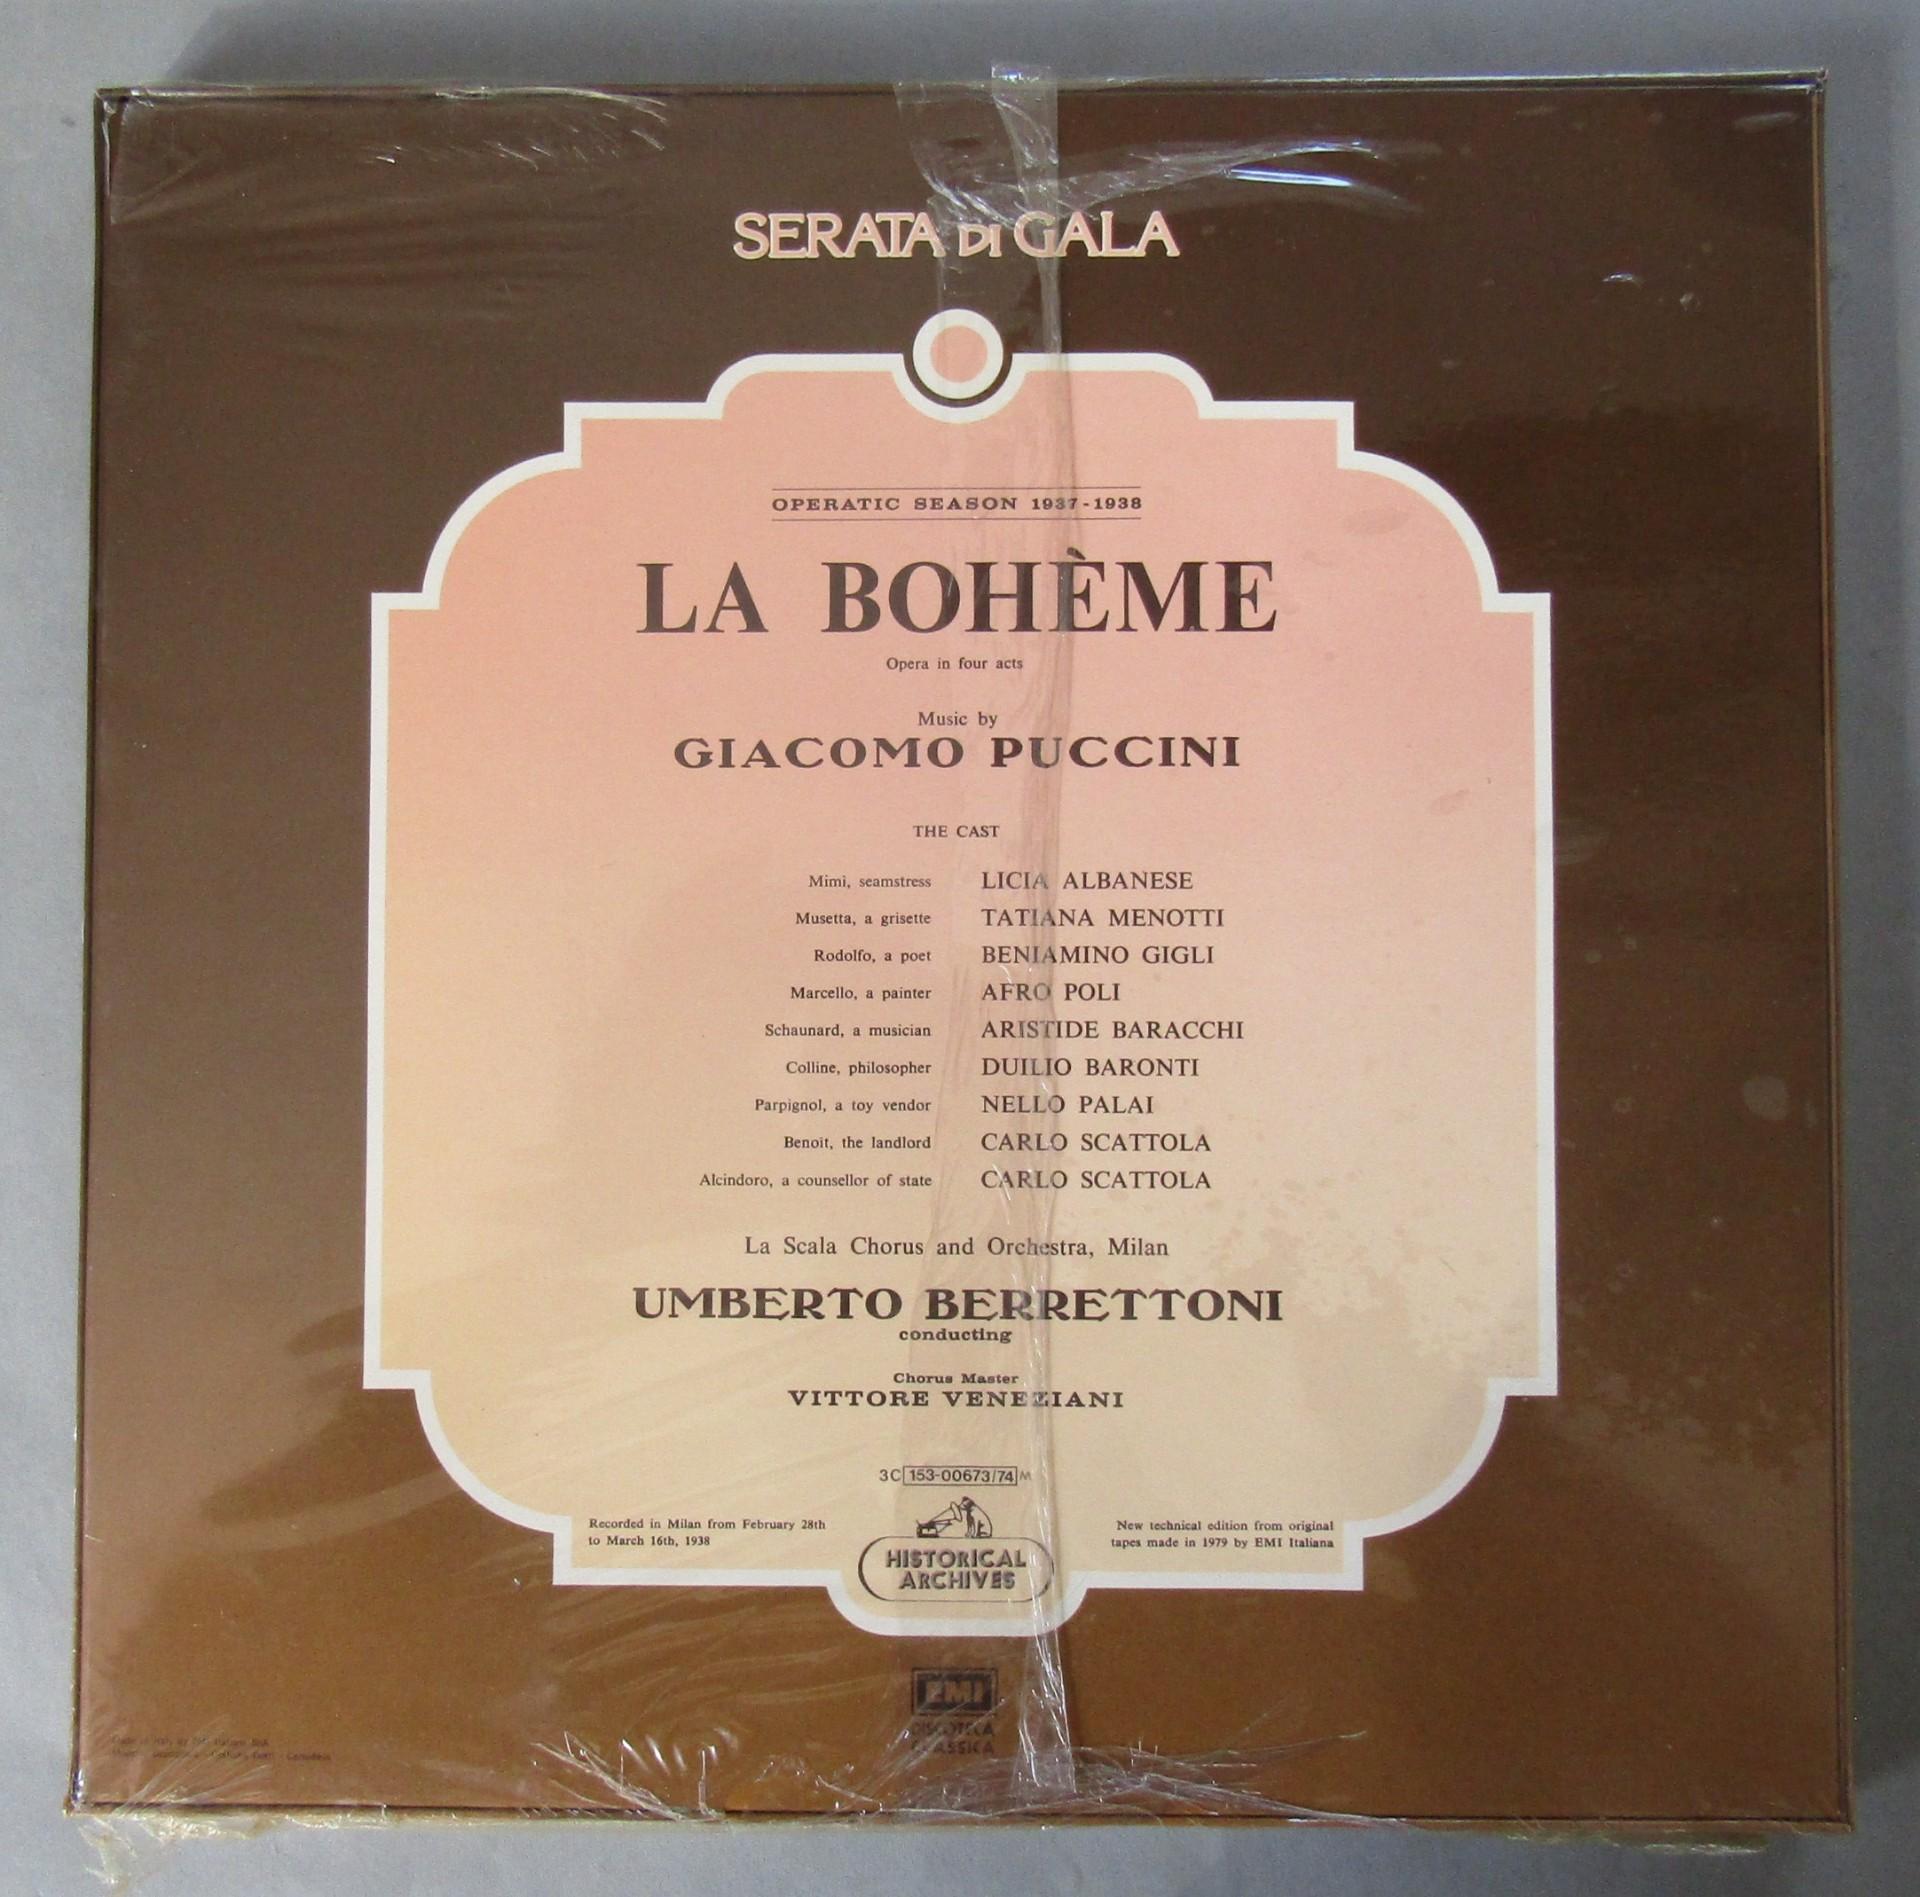 SERATA DI GALA
OPERATIC SEASON 1937-1938
LA BOHÈME
Opera in four acts
Music by
GIACOMO PUCCINI
THE CAST
Mimì, seamstress LICIA ALBANESE
Musetta, a grisette TATIANA MENOTTI
Rodolfo, a poet BENIAMINO GIGLI
Marcello, a painter AFRO POLI
Schaunard, a musician ARISTIDE BARACCHI
Colline, philosopher DUILIO BARONTI
Parpignol, a toy vendor NELLO PALAI
Benoit, the landlord CARLO SCATTOLA
Alcindoro, a counsellor of state CARLO SCATTOLA
La Scala Chorus and Orchestra, Milan
UMBERTO BERRETTONI
conducting
Chorus Master
VITTORE VENEZIANI
3C 153-00673/74 M
Recorded in Milan from February 28th
to March 16th, 1938
HISTORICAL
ARCHIVES
New technical edition from original
tapes made in 1979 by EMI Italiana
EMI
DISCOTECA
CLASSICA